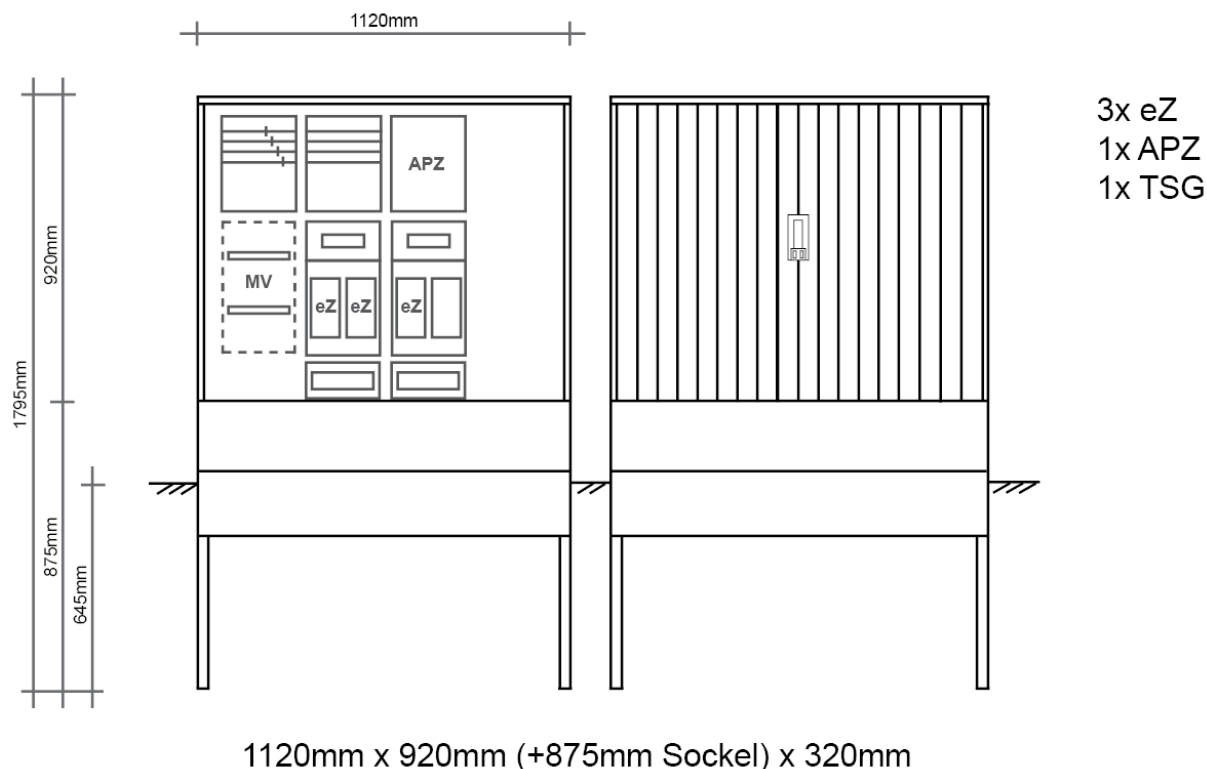 1120mm
3x eZ
1x APZ
1x TSG
APZ
920mm
MV
eZ eZ eZ
1795mm
875mm
645mm
1120mm x 920mm (+875mm Sockel) x 320mm